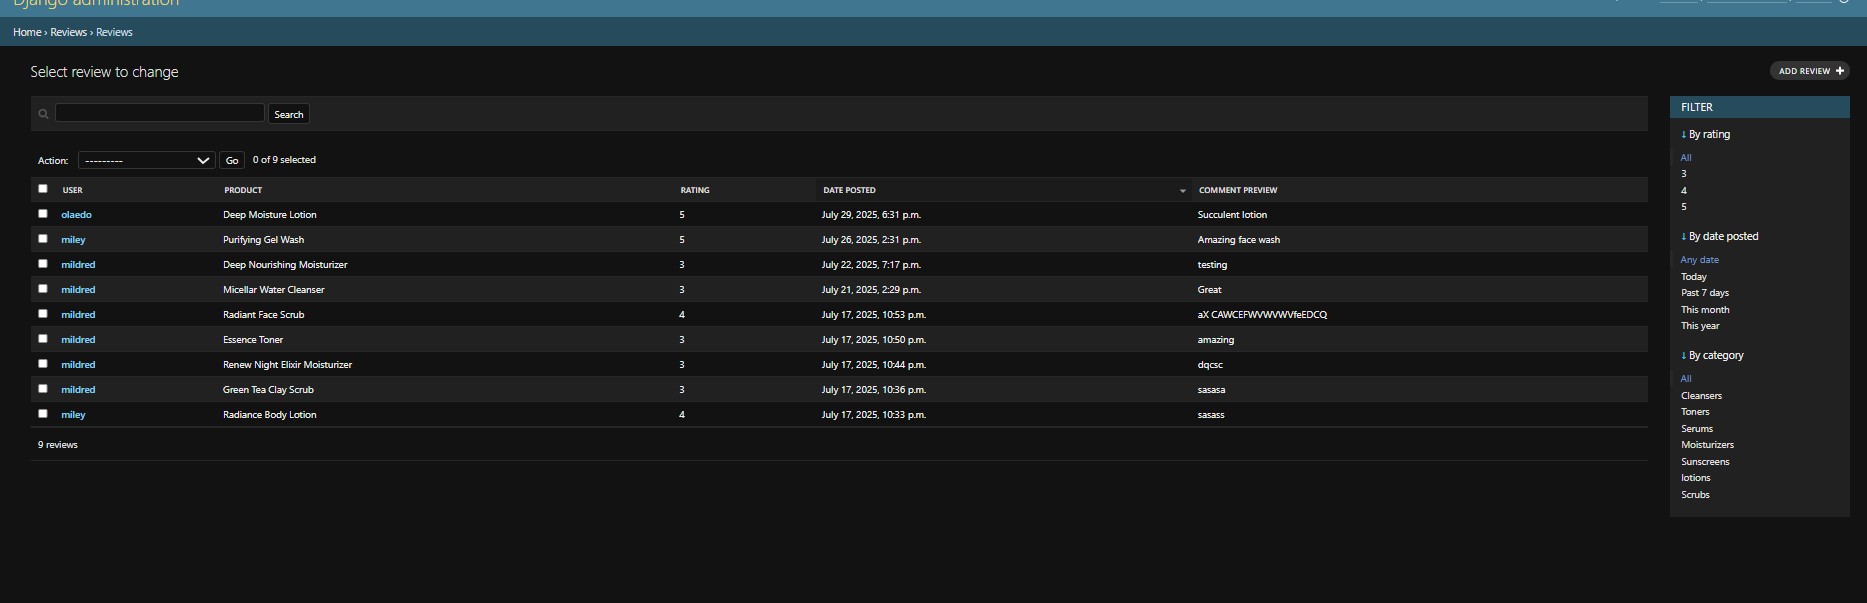 Django administration
Home › Reviews › Reviews
Select review to change
ADD REVIEW +
Search
Action: --------- Go 0 of 9 selected
USER PRODUCT RATING DATE POSTED COMMENT PREVIEW
olaedo Deep Moisture Lotion 5 July 29, 2025, 6:31 p.m. Succulent lotion
miley Purifying Gel Wash 5 July 26, 2025, 2:31 p.m. Amazing face wash
mildred Deep Nourishing Moisturizer 3 July 22, 2025, 7:17 p.m. testing
mildred Micellar Water Cleanser 3 July 21, 2025, 2:29 p.m. Great
mildred Radiant Face Scrub 4 July 17, 2025, 10:53 p.m. aX CAWCEFWVWVWVfeEDCQ
mildred Essence Toner 3 July 17, 2025, 10:50 p.m. amazing
mildred Renew Night Elixir Moisturizer 3 July 17, 2025, 10:44 p.m. dqcsc
mildred Green Tea Clay Scrub 3 July 17, 2025, 10:36 p.m. sasasa
miley Radiance Body Lotion 4 July 17, 2025, 10:33 p.m. sasass
9 reviews
FILTER
↓ By rating
All
3
4
5
↓ By date posted
Any date
Today
Past 7 days
This month
This year
↓ By category
All
Cleansers
Toners
Serums
Moisturizers
Sunscreens
lotions
Scrubs